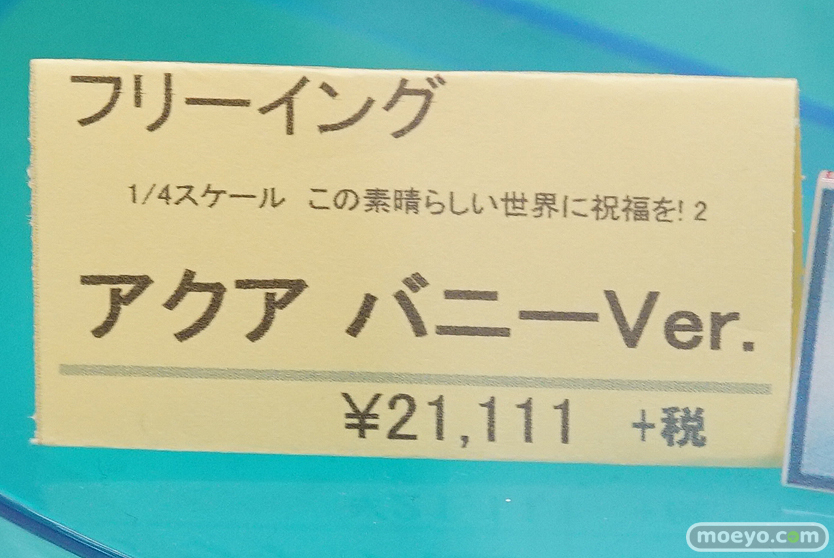 フリーイング
1/4スケール この素晴らしい世界に祝福を! 2
アクア バニーVer.
¥21,111 +税
moeyo.com